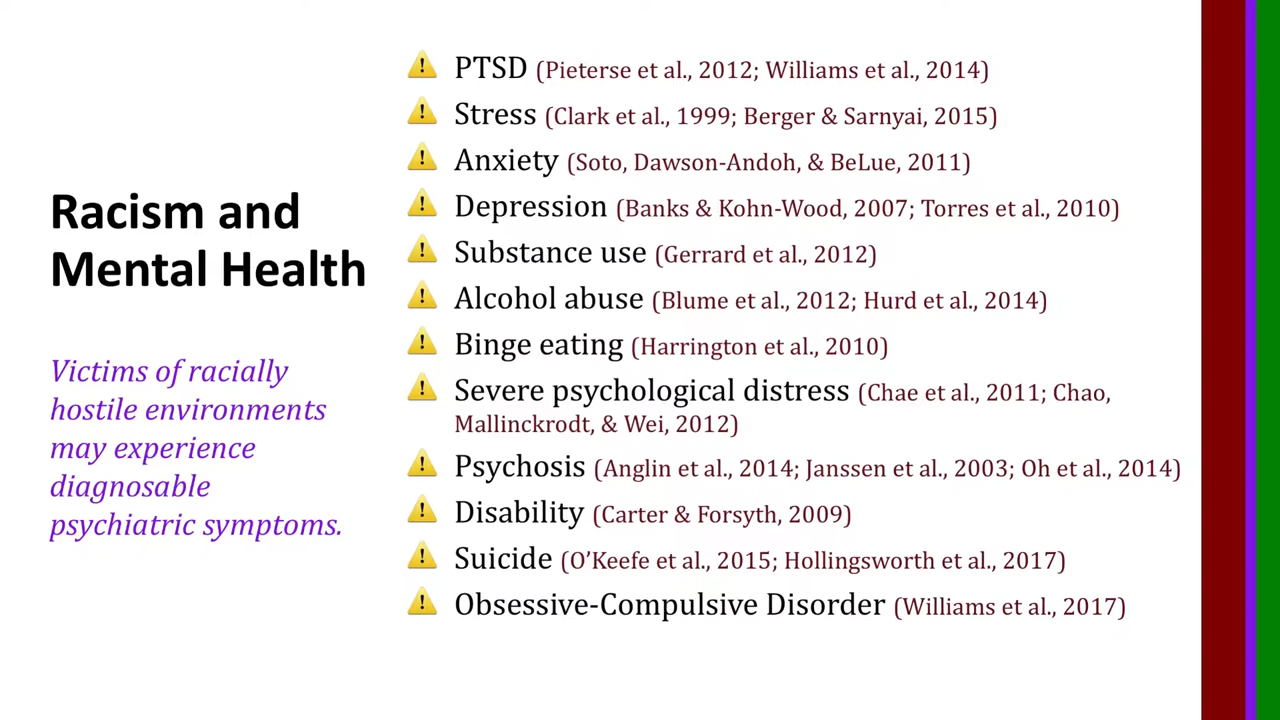 Racism and
Mental Health
Victims of racially
hostile environments
may experience
diagnosable
psychiatric symptoms.
PTSD (Pieterse et al., 2012; Williams et al., 2014)
Stress (Clark et al., 1999; Berger & Sarnyai, 2015)
Anxiety (Soto, Dawson-Andoh, & BeLue, 2011)
Depression (Banks & Kohn-Wood, 2007; Torres et al., 2010)
Substance use (Gerrard et al., 2012)
Alcohol abuse (Blume et al., 2012; Hurd et al., 2014)
Binge eating (Harrington et al., 2010)
Severe psychological distress (Chae et al., 2011; Chao,
Mallinckrodt, & Wei, 2012)
Psychosis (Anglin et al., 2014; Janssen et al., 2003; Oh et al., 2014)
Disability (Carter & Forsyth, 2009)
Suicide (O’Keefe et al., 2015; Hollingsworth et al., 2017)
Obsessive-Compulsive Disorder (Williams et al., 2017)